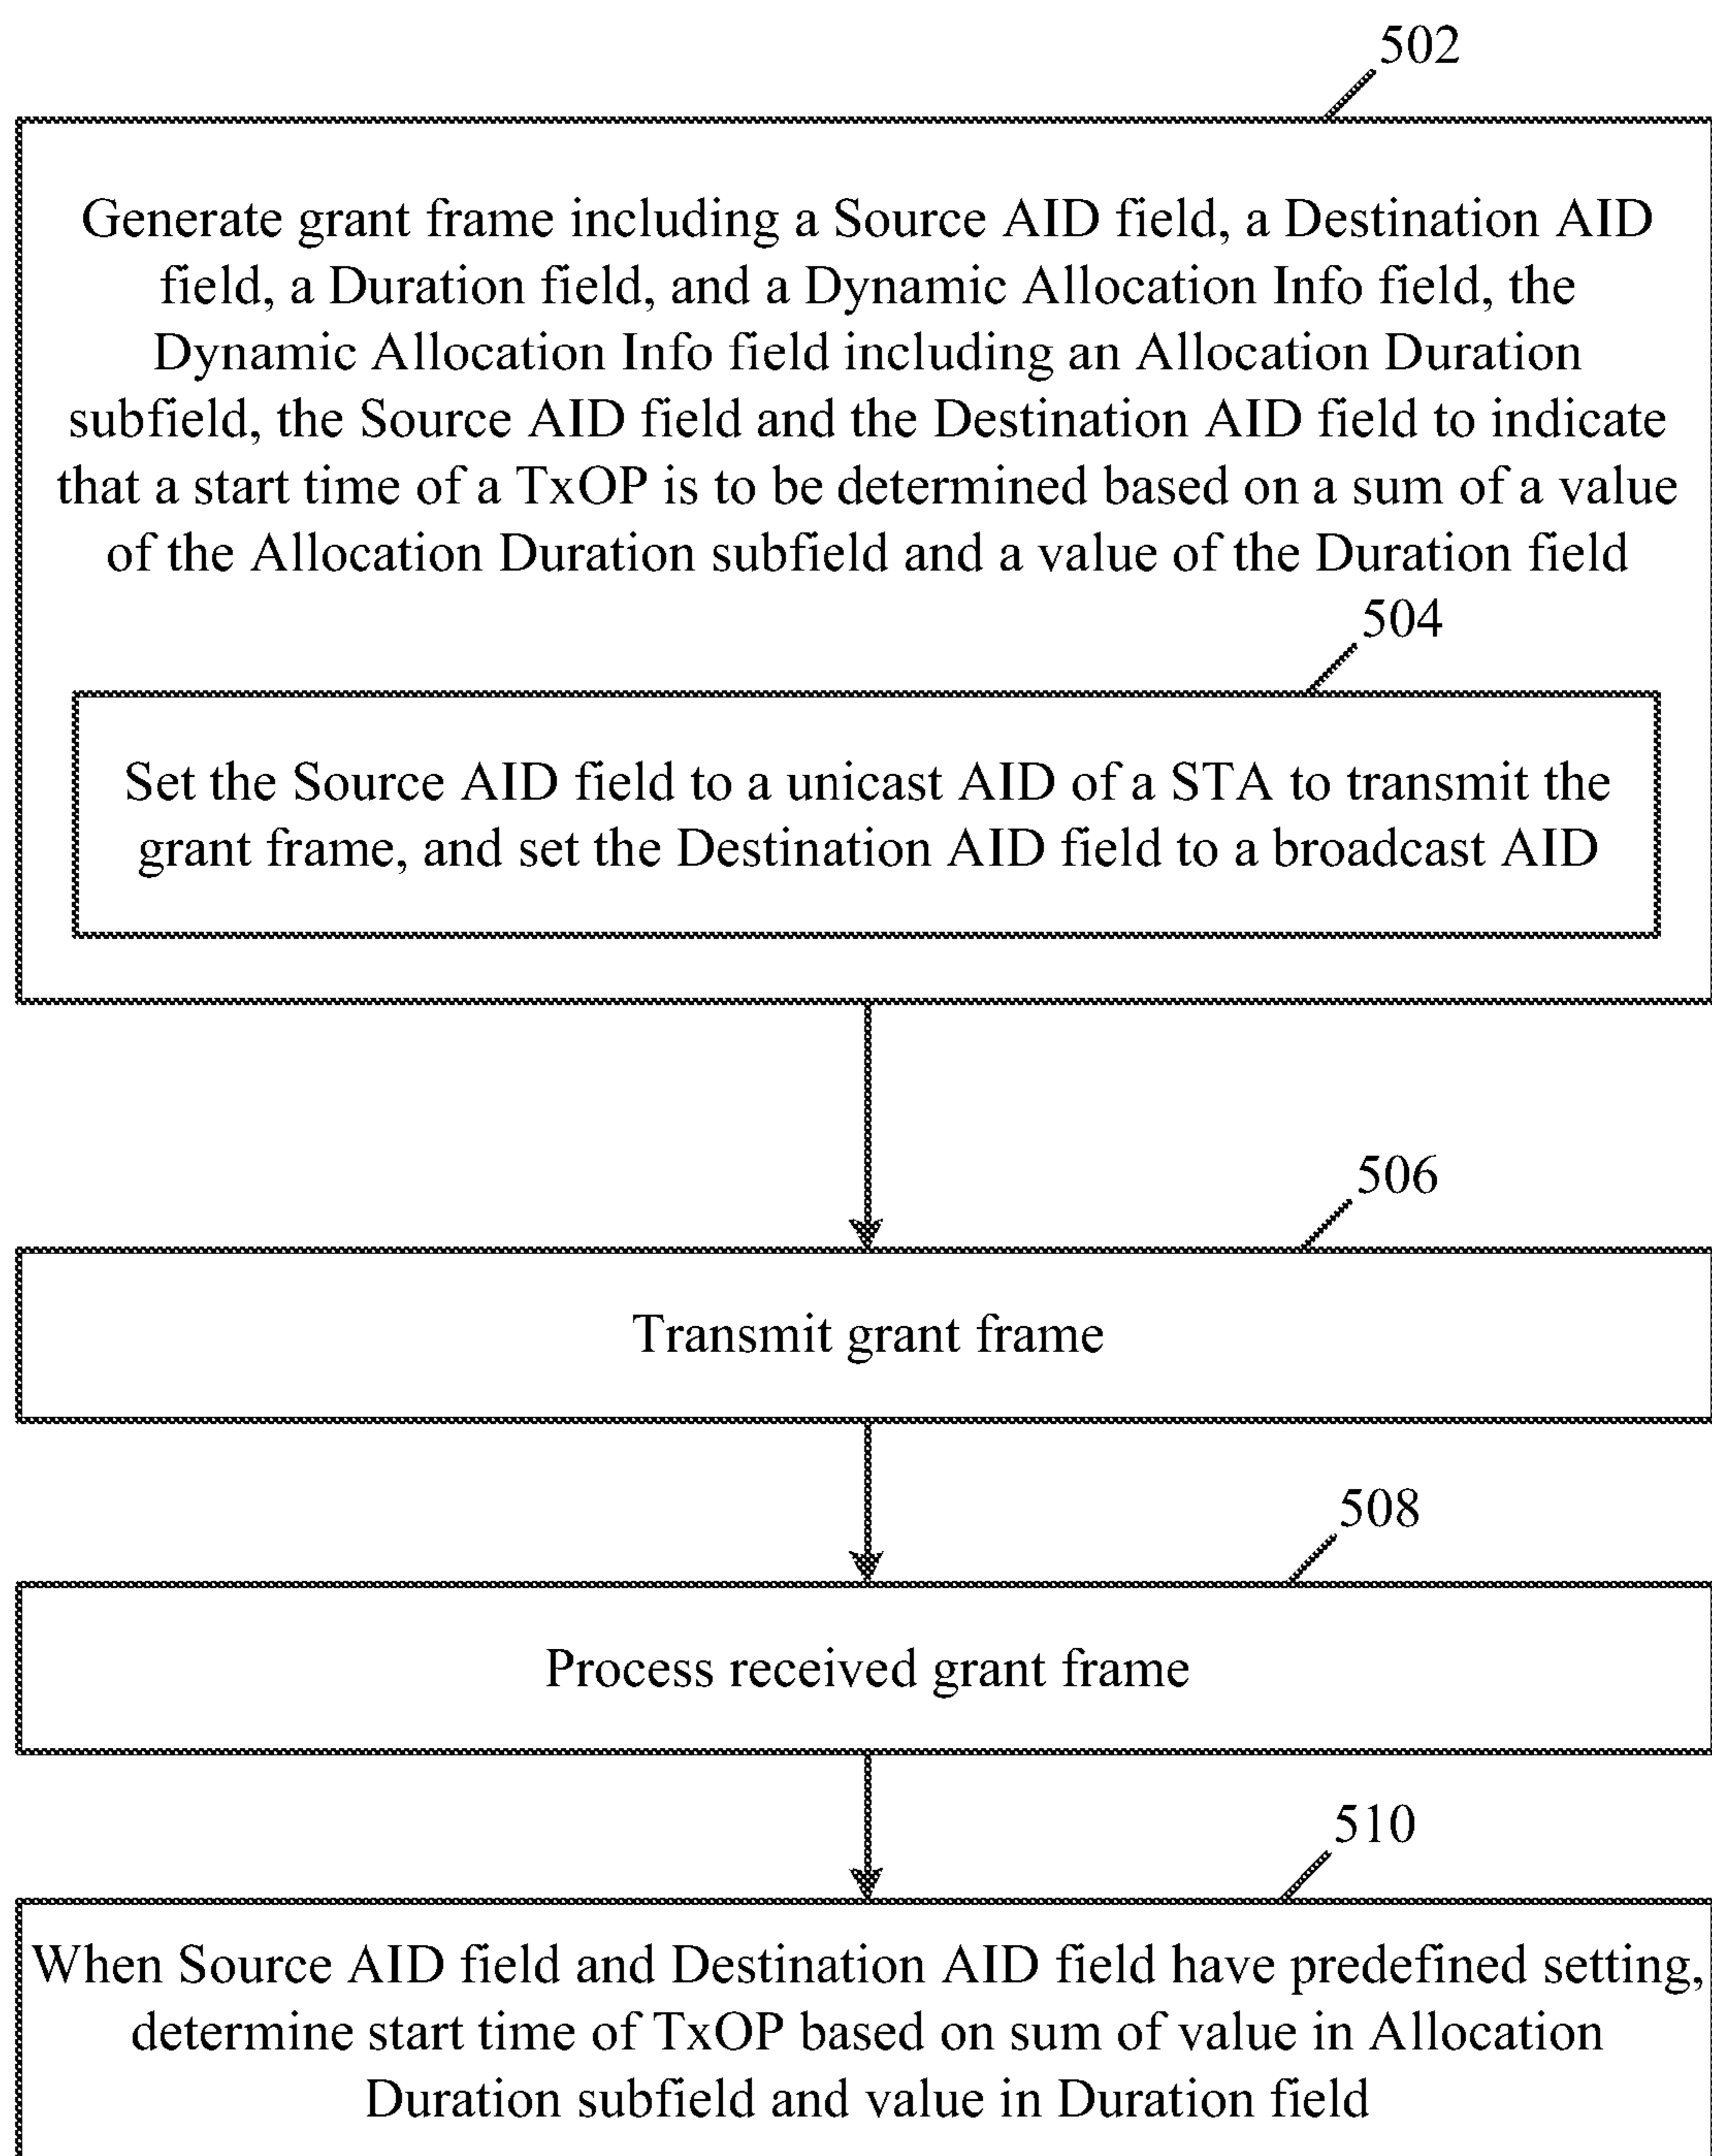 502
Generate grant frame including a Source AID field, a Destination AID
field, a Duration field, and a Dynamic Allocation Info field, the
Dynamic Allocation Info field including an Allocation Duration
subfield, the Source AID field and the Destination AID field to indicate
that a start time of a TxOP is to be determined based on a sum of a value
of the Allocation Duration subfield and a value of the Duration field
504
Set the Source AID field to a unicast AID of a STA to transmit the
grant frame, and set the Destination AID field to a broadcast AID
506
Transmit grant frame
508
Process received grant frame
510
When Source AID field and Destination AID field have predefined setting,
determine start time of TxOP based on sum of value in Allocation
Duration subfield and value in Duration field